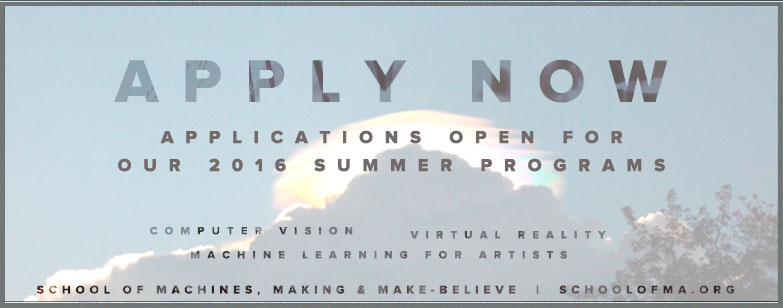 APPLY NOW
APPLICATIONS OPEN FOR
OUR 2016 SUMMER PROGRAMS
COMPUTER VISION
VIRTUAL REALITY
MACHINE LEARNING FOR ARTISTS
SCHOOL OF MACHINES, MAKING & MAKE-BELIEVE | SCHOOLOFMA.ORG